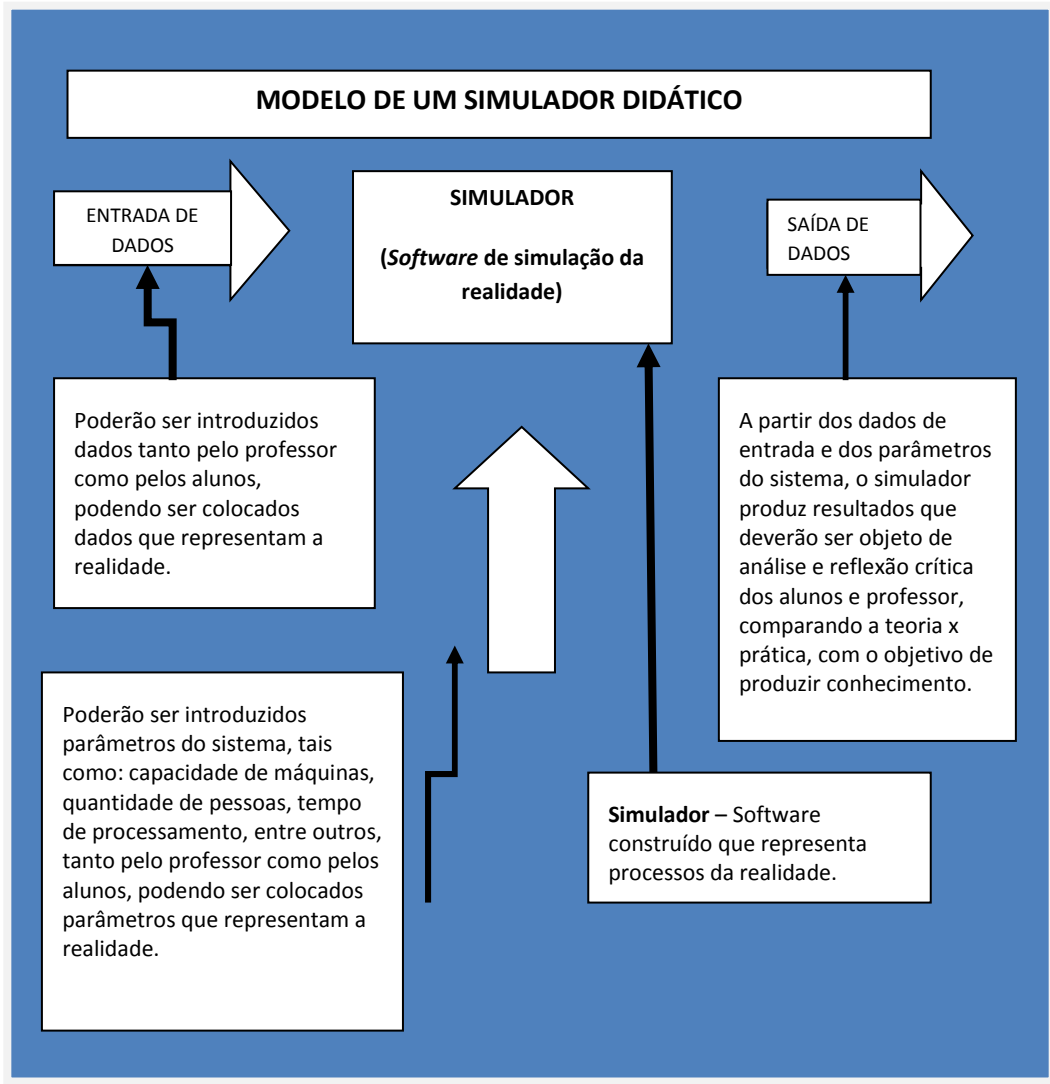 MODELO DE UM SIMULADOR DIDÁTICO
ENTRADA DE
DADOS
SIMULADOR
(Software de simulação da
realidade)
SAÍDA DE
DADOS
Poderão ser introduzidos
dados tanto pelo professor
como pelos alunos,
podendo ser colocados
dados que representam a
realidade.
A partir dos dados de
entrada e dos parâmetros
do sistema, o simulador
produz resultados que
deverão ser objeto de
análise e reflexão crítica
dos alunos e professor,
comparando a teoria x
prática, com o objetivo de
produzir conhecimento.
Poderão ser introduzidos
parâmetros do sistema, tais
como: capacidade de máquinas,
quantidade de pessoas, tempo
de processamento, entre outros,
tanto pelo professor como pelos
alunos, podendo ser colocados
parâmetros que representam a
realidade.
Simulador – Software
construído que representa
processos da realidade.